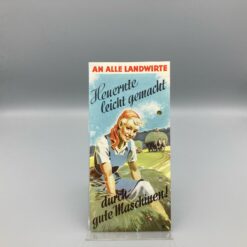 AN ALLE LANDWIRTE
Heuernte
leicht gemacht
durch
gute Maschinen!